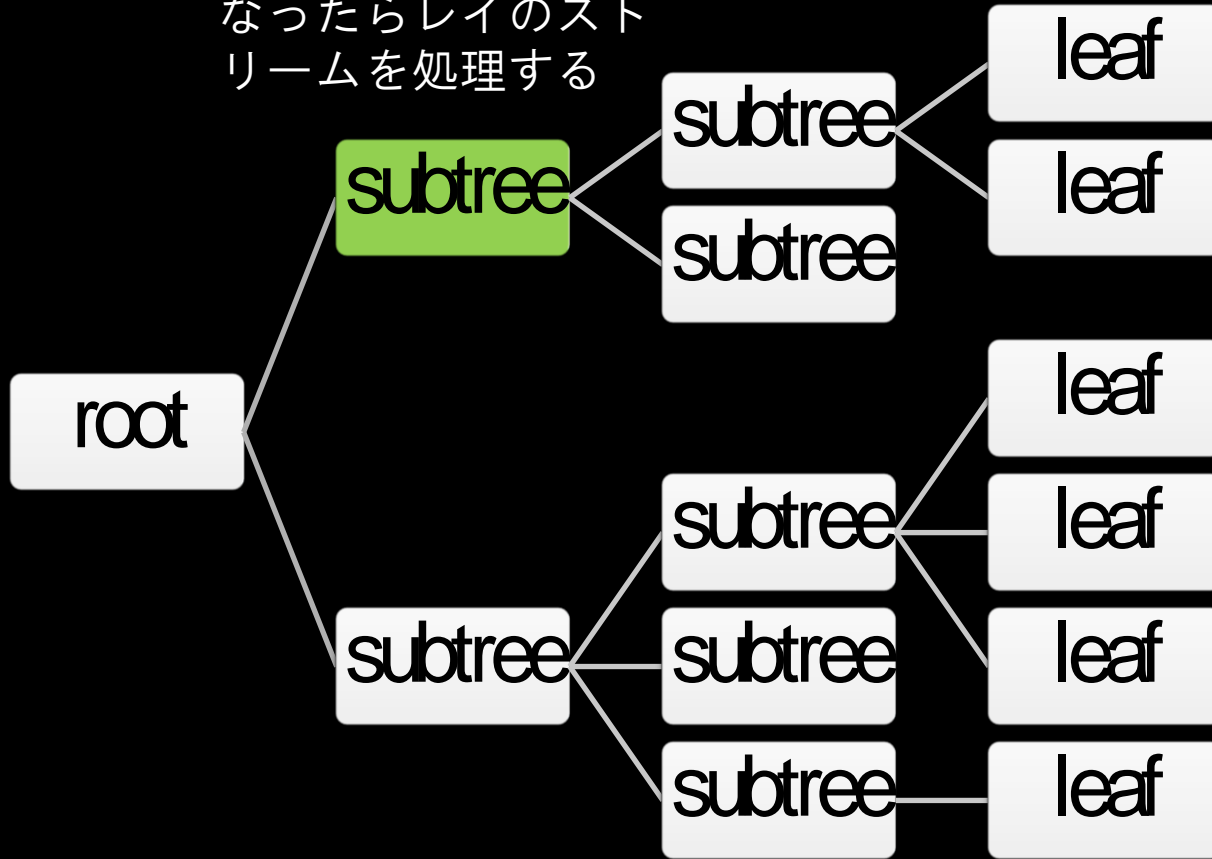 なったらレイのスト
リームを処理する
leaf
subtree
subtree
leaf
subtree
leaf
root
subtree
leaf
subtree
subtree
leaf
subtree
leaf